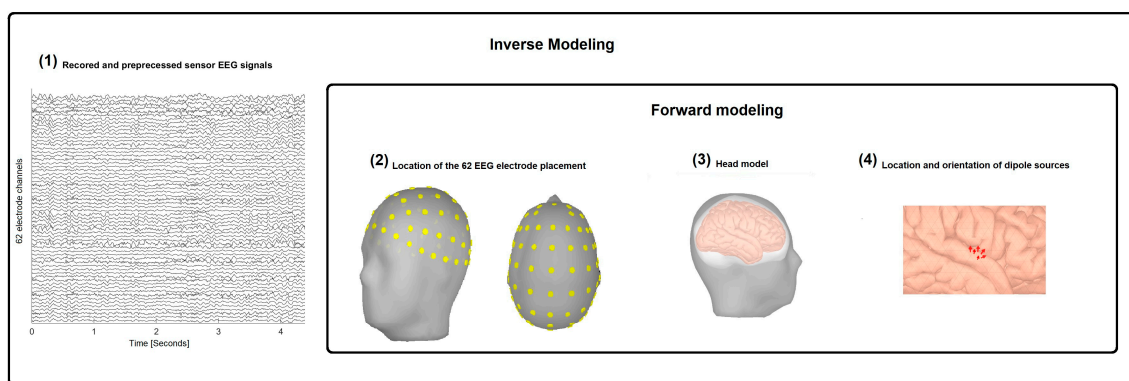 Inverse Modeling
(1) Recored and preprecessed sensor EEG signals
62 electrode channels
0 1 2 3 4
Time [Seconds]
Forward modeling
(2) Location of the 62 EEG electrode placement
(3) Head model
(4) Location and orientation of dipole sources